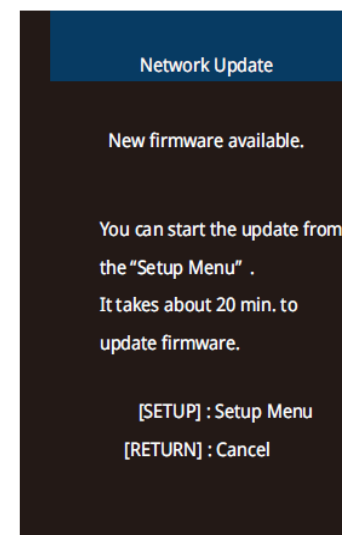 Network Update
New firmware available.
You can start the update from
the “Setup Menu” .
It takes about 20 min. to
update firmware.
[SETUP] : Setup Menu
[RETURN] : Cancel